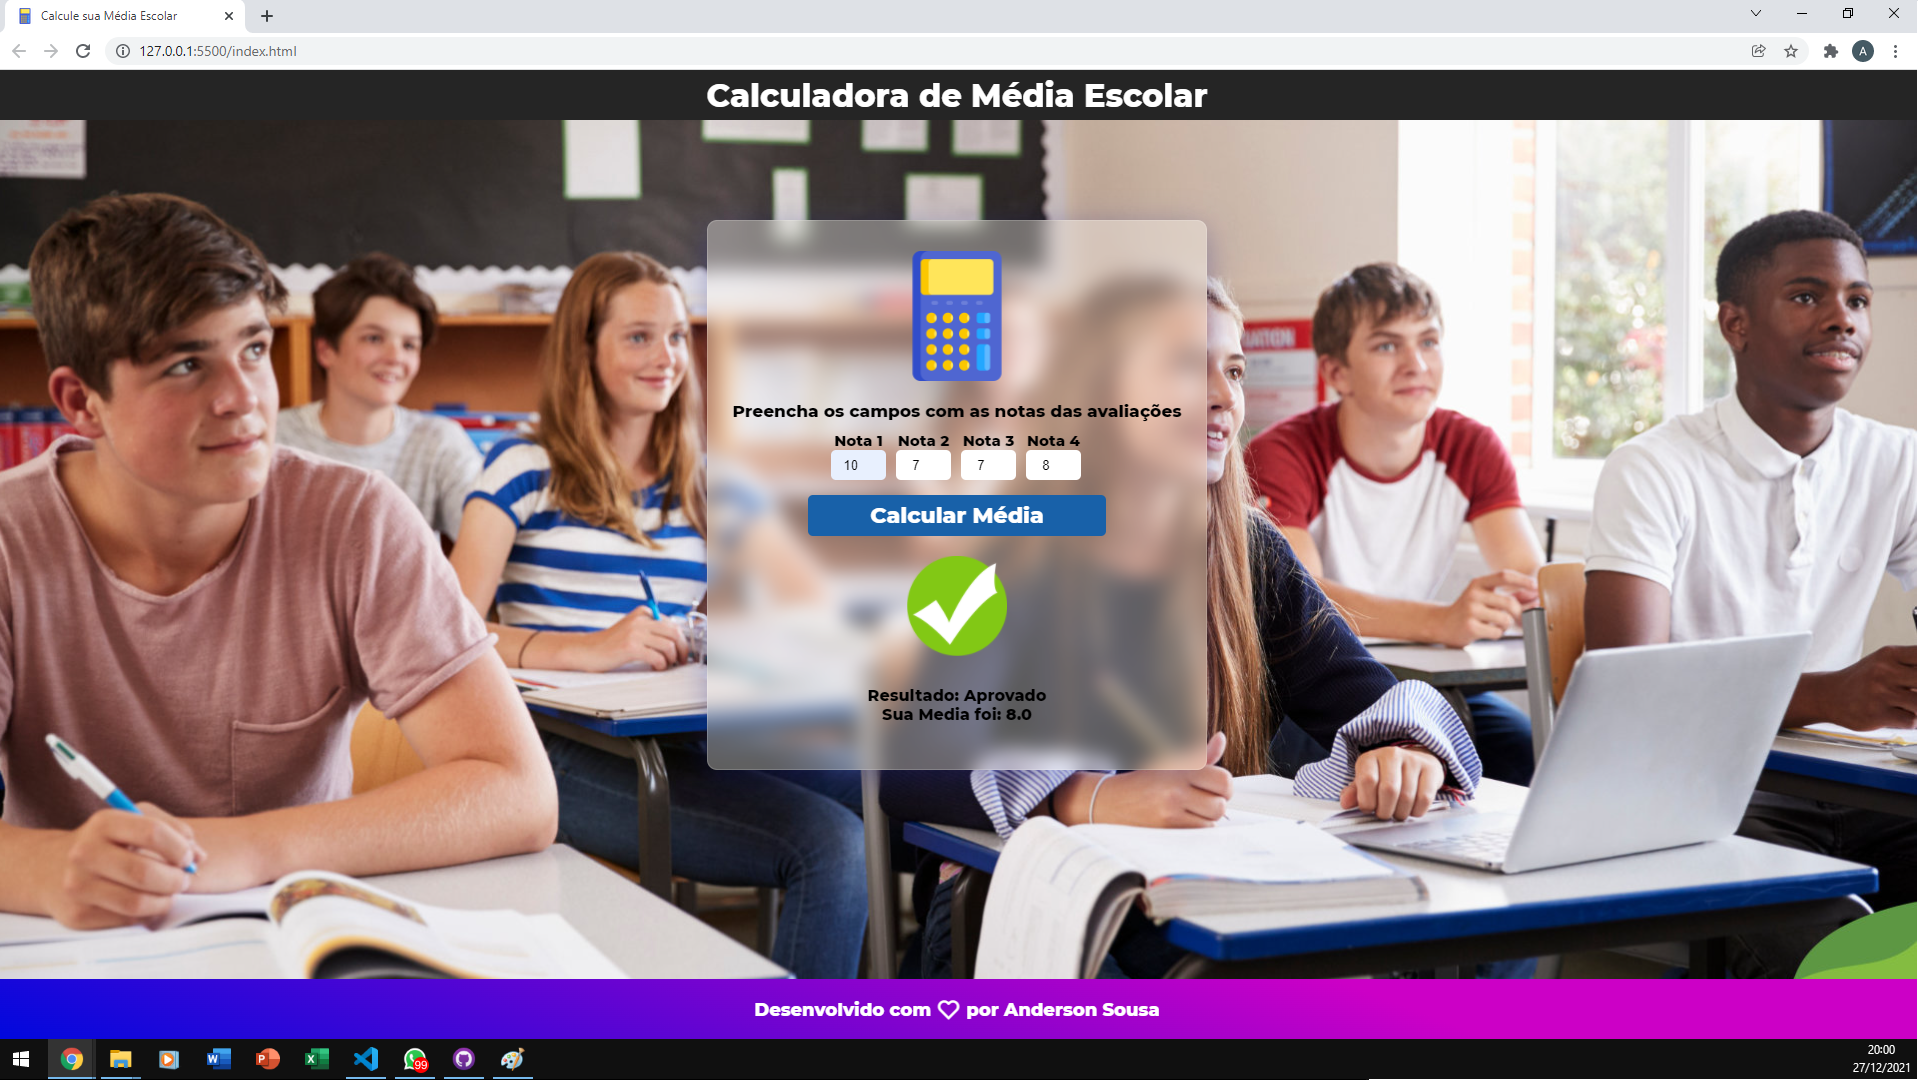 Calcule sua Média Escolar
127.0.0.1:5500/index.html
A
Calculadora de Média Escolar
Preencha os campos com as notas das avaliações
Nota 1 Nota 2 Nota 3 Nota 4
10 7 7 8
Calcular Média
Resultado: Aprovado
Sua Media foi: 8.0
Desenvolvido com por Anderson Sousa
W P X 99
20:00
27/12/2021